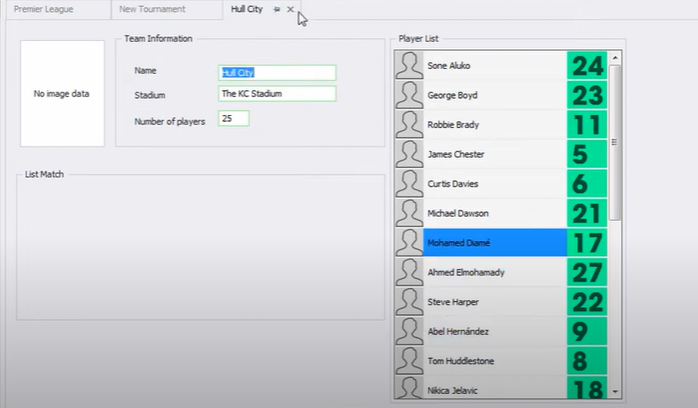 Premier League New Tournament Hull City
Team Information
Name Hull City
Stadium The KC Stadium
Number of players 25
No image data
List Match
Player List
Sone Aluko 24
George Boyd 23
Robbie Brady 11
James Chester 5
Curtis Davies 6
Michael Dawson 21
Mohamed Diamé 17
Ahmed Elmohamady 27
Steve Harper 22
Abel Hernández 9
Tom Huddlestone 8
Nikica Jelavic 18